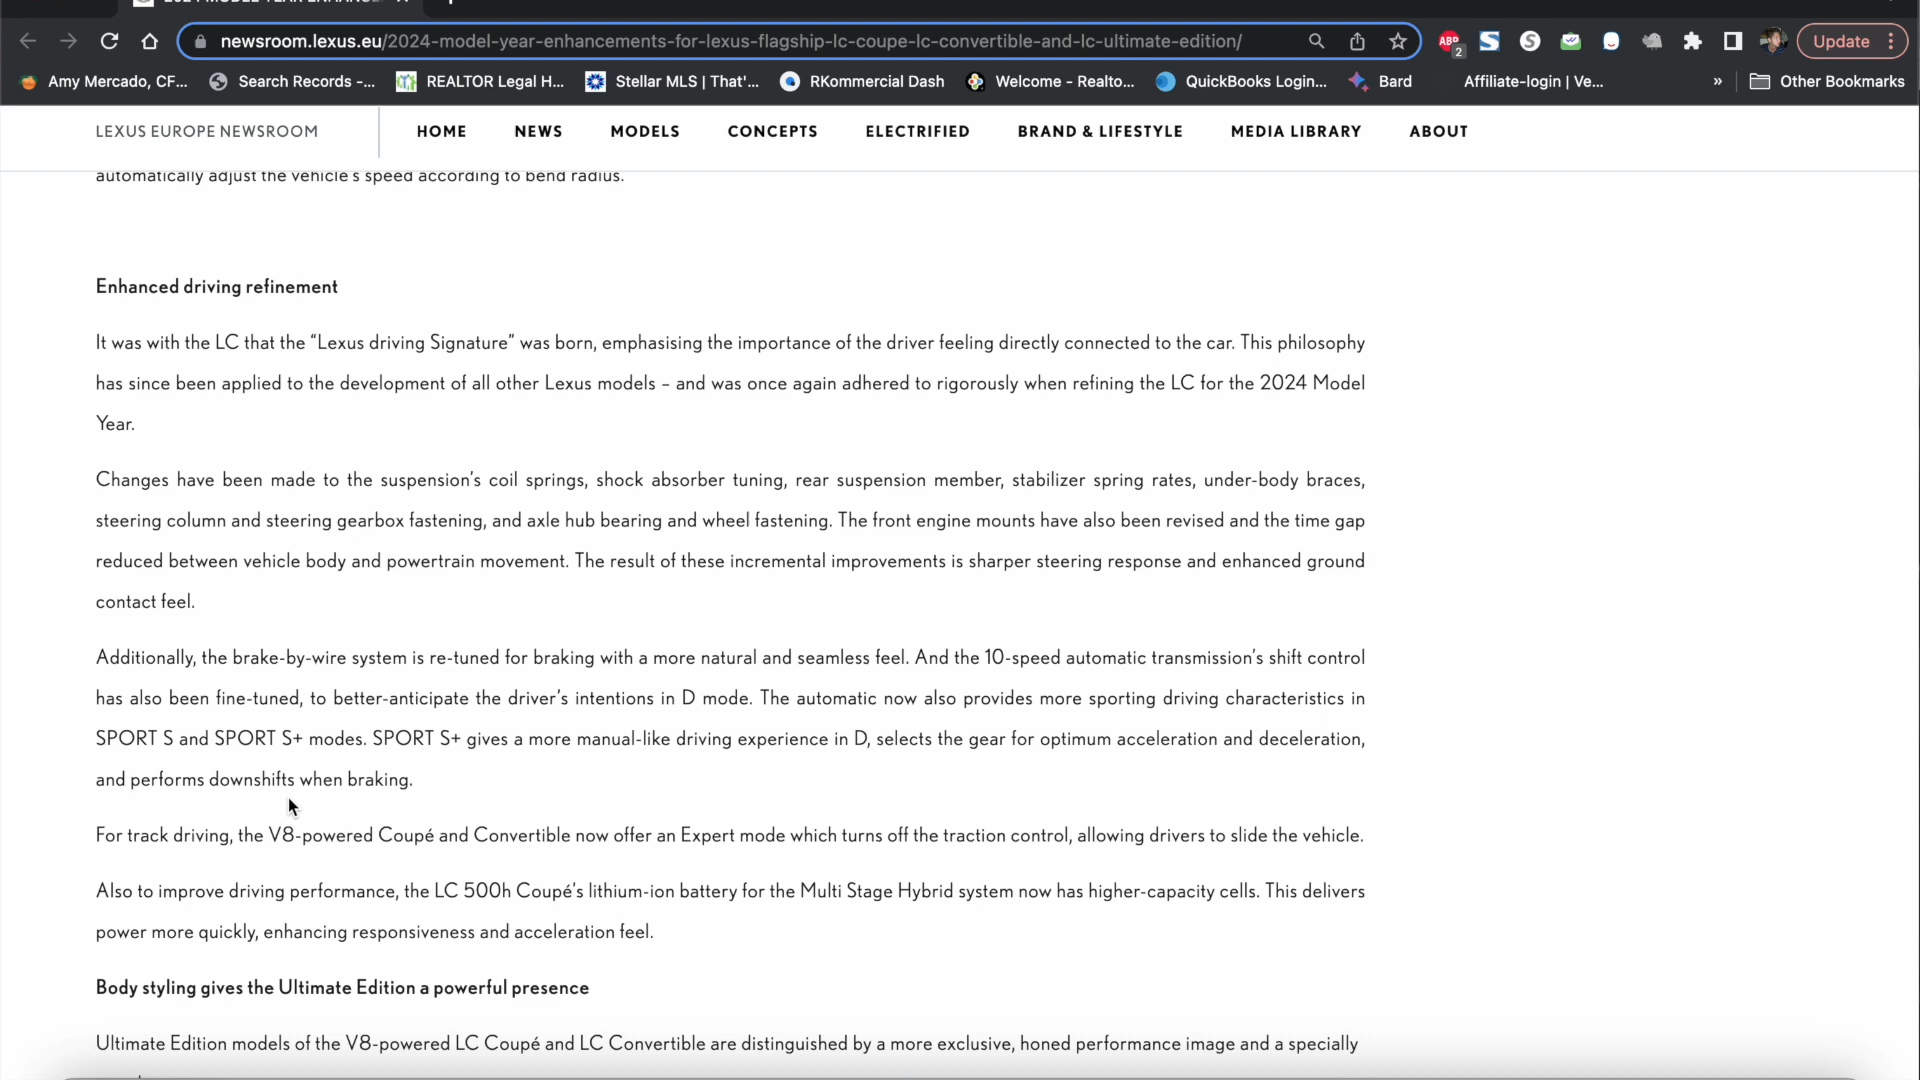 newsroom.lexus.eu/2024-model-year-enhancements-for-lexus-flagship-lc-coupe-lc-convertible-and-lc-ultimate-edition/
ABP
2
Update
Amy Mercado, CF...
Search Records -...
REALTOR Legal H...
Stellar MLS | That'...
RKommercial Dash
Welcome - Realto...
QuickBooks Login...
Bard
Affiliate-login | Ve...
»
Other Bookmarks
LEXUS EUROPE NEWSROOM
HOME
NEWS
MODELS
CONCEPTS
ELECTRIFIED
BRAND & LIFESTYLE
MEDIA LIBRARY
ABOUT
automatically adjust the vehicle's speed according to bend radius.
Enhanced driving refinement
It was with the LC that the “Lexus driving Signature” was born, emphasising the importance of the driver feeling directly connected to the car. This philosophy
has since been applied to the development of all other Lexus models – and was once again adhered to rigorously when refining the LC for the 2024 Model
Year.
Changes have been made to the suspension’s coil springs, shock absorber tuning, rear suspension member, stabilizer spring rates, under-body braces,
steering column and steering gearbox fastening, and axle hub bearing and wheel fastening. The front engine mounts have also been revised and the time gap
reduced between vehicle body and powertrain movement. The result of these incremental improvements is sharper steering response and enhanced ground
contact feel.
Additionally, the brake-by-wire system is re-tuned for braking with a more natural and seamless feel. And the 10-speed automatic transmission’s shift control
has also been fine-tuned, to better-anticipate the driver’s intentions in D mode. The automatic now also provides more sporting driving characteristics in
SPORT S and SPORT S+ modes. SPORT S+ gives a more manual-like driving experience in D, selects the gear for optimum acceleration and deceleration,
and performs downshifts when braking.
For track driving, the V8-powered Coupé and Convertible now offer an Expert mode which turns off the traction control, allowing drivers to slide the vehicle.
Also to improve driving performance, the LC 500h Coupé’s lithium-ion battery for the Multi Stage Hybrid system now has higher-capacity cells. This delivers
power more quickly, enhancing responsiveness and acceleration feel.
Body styling gives the Ultimate Edition a powerful presence
Ultimate Edition models of the V8-powered LC Coupé and LC Convertible are distinguished by a more exclusive, honed performance image and a specially